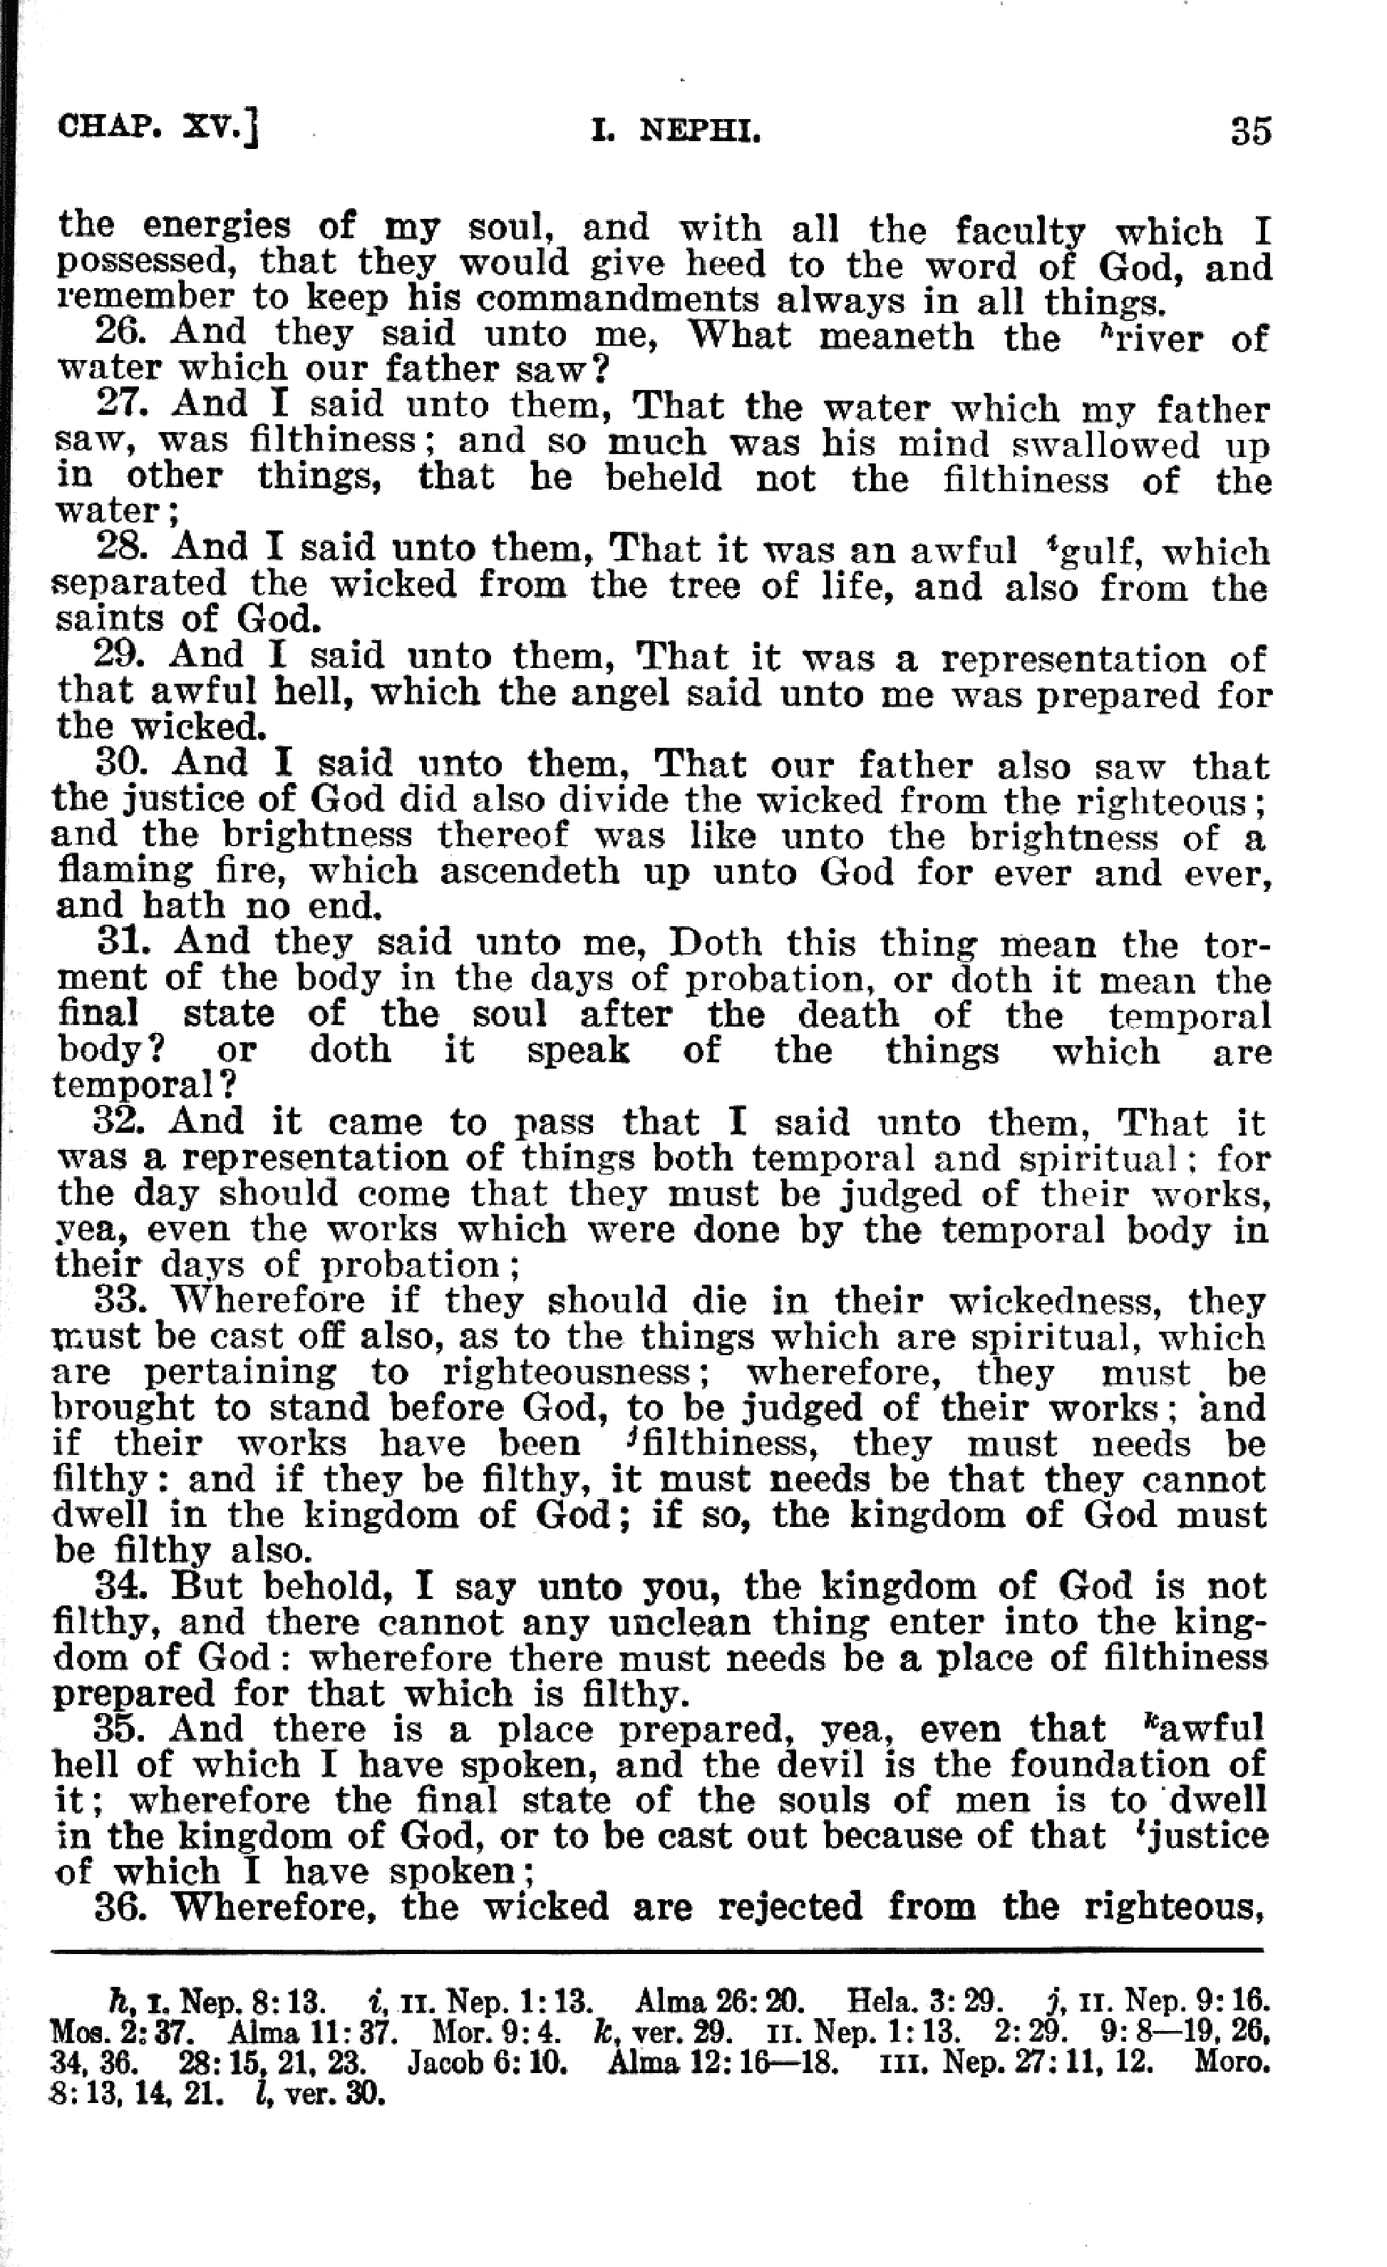 CHAP. XV.] I. NEPHI. 35
the energies of my soul, and with all the faculty which I
possessed, that they would give heed to the word of God, and
remember to keep his commandments always in all things.
26. And they said unto me, What meaneth the ʰriver of
water which our father saw?
27. And I said unto them, That the water which my father
saw, was filthiness; and so much was his mind swallowed up
in other things, that he beheld not the filthiness of the
water;
28. And I said unto them, That it was an awful ⁱgulf, which
separated the wicked from the tree of life, and also from the
saints of God.
29. And I said unto them, That it was a representation of
that awful hell, which the angel said unto me was prepared for
the wicked.
30. And I said unto them, That our father also saw that
the justice of God did also divide the wicked from the righteous;
and the brightness thereof was like unto the brightness of a
flaming fire, which ascendeth up unto God for ever and ever,
and hath no end.
31. And they said unto me, Doth this thing mean the tor-
ment of the body in the days of probation, or doth it mean the
final state of the soul after the death of the temporal
body? or doth it speak of the things which are
temporal?
32. And it came to pass that I said unto them, That it
was a representation of things both temporal and spiritual; for
the day should come that they must be judged of their works,
yea, even the works which were done by the temporal body in
their days of probation;
33. Wherefore if they should die in their wickedness, they
must be cast off also, as to the things which are spiritual, which
are pertaining to righteousness; wherefore, they must be
brought to stand before God, to be judged of their works; and
if their works have been ʲfilthiness, they must needs be
filthy: and if they be filthy, it must needs be that they cannot
dwell in the kingdom of God; if so, the kingdom of God must
be filthy also.
34. But behold, I say unto you, the kingdom of God is not
filthy, and there cannot any unclean thing enter into the king-
dom of God: wherefore there must needs be a place of filthiness
prepared for that which is filthy.
35. And there is a place prepared, yea, even that ᵏawful
hell of which I have spoken, and the devil is the foundation of
it; wherefore the final state of the souls of men is to dwell
in the kingdom of God, or to be cast out because of that ˡjustice
of which I have spoken;
36. Wherefore, the wicked are rejected from the righteous,
h, I. Nep. 8:13. i, II. Nep. 1:13. Alma 26:20. Hela. 3:29. j, II. Nep. 9:16.
Mos. 2:37. Alma 11:37. Mor. 9:4. k, ver. 29. II. Nep. 1:13. 2:29. 9:8—19, 26,
34, 36. 28:15, 21, 23. Jacob 6:10. Alma 12:16—18. III. Nep. 27:11, 12. Moro.
8:13, 14, 21. l, ver. 30.